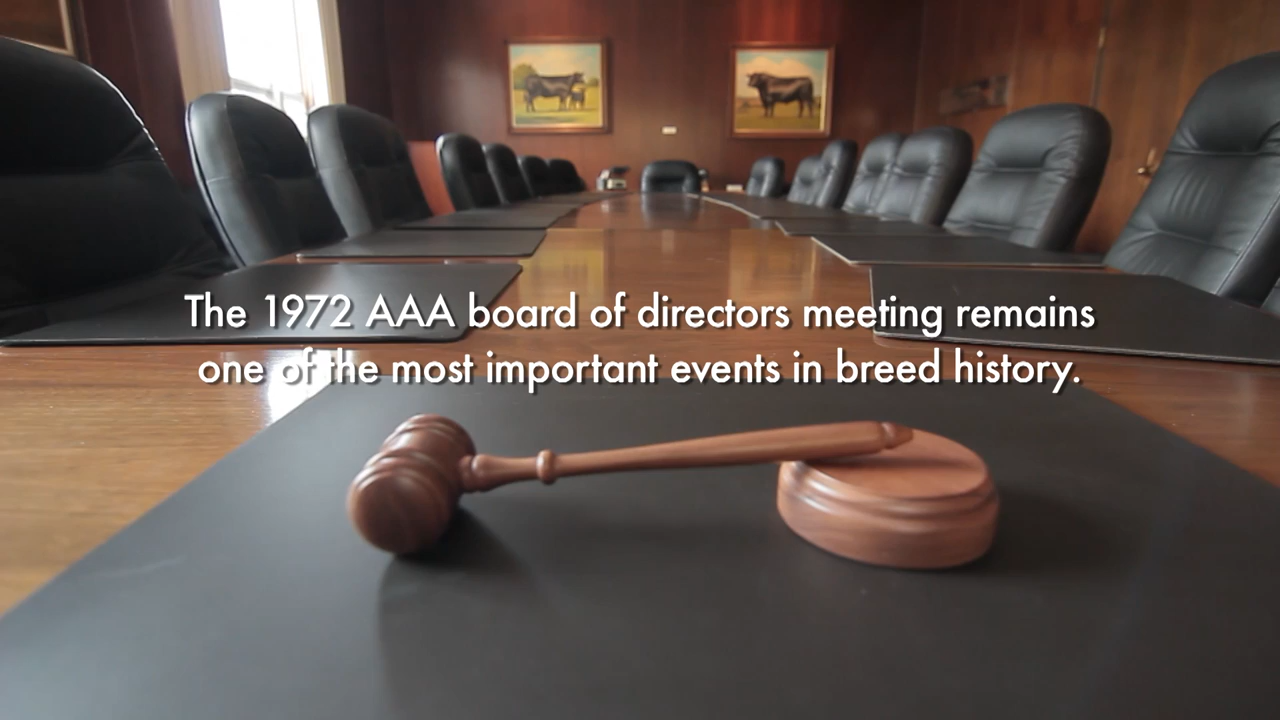 The 1972 AAA board of directors meeting remains
one of the most important events in breed history.